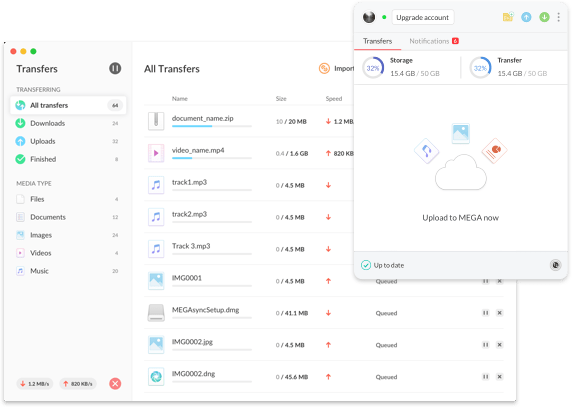 Upgrade account
Transfers
Notifications 6
32%
Storage
15.4 GB / 50 GB
32%
Transfer
15.4 GB / 50 GB
Upload to MEGA now
Up to date
Transfers
TRANSFERRING
All transfers 64
Downloads 24
Uploads 32
Finished 8
MEDIA TYPE
Files 4
Documents 12
Images 24
Videos 4
Music 20
1.2 MB/s
820 KB/s
All Transfers
Import
Name Size Speed
document_name.zip 10 / 20 MB 1.2 MB
video_name.mp4 0.4 / 1.6 GB 820 KB
track1.mp3 0 / 4.5 MB
track2.mp3 0 / 4.5 MB
Track 3.mp3 0 / 4.5 MB
IMG0001 0 / 4.5 MB Queued
MEGAsyncSetup.dmg 0 / 41.1 MB Queued
IMG0002.jpg 0 / 4.5 MB Queued
IMG0002.dng 0 / 45.6 MB Queued